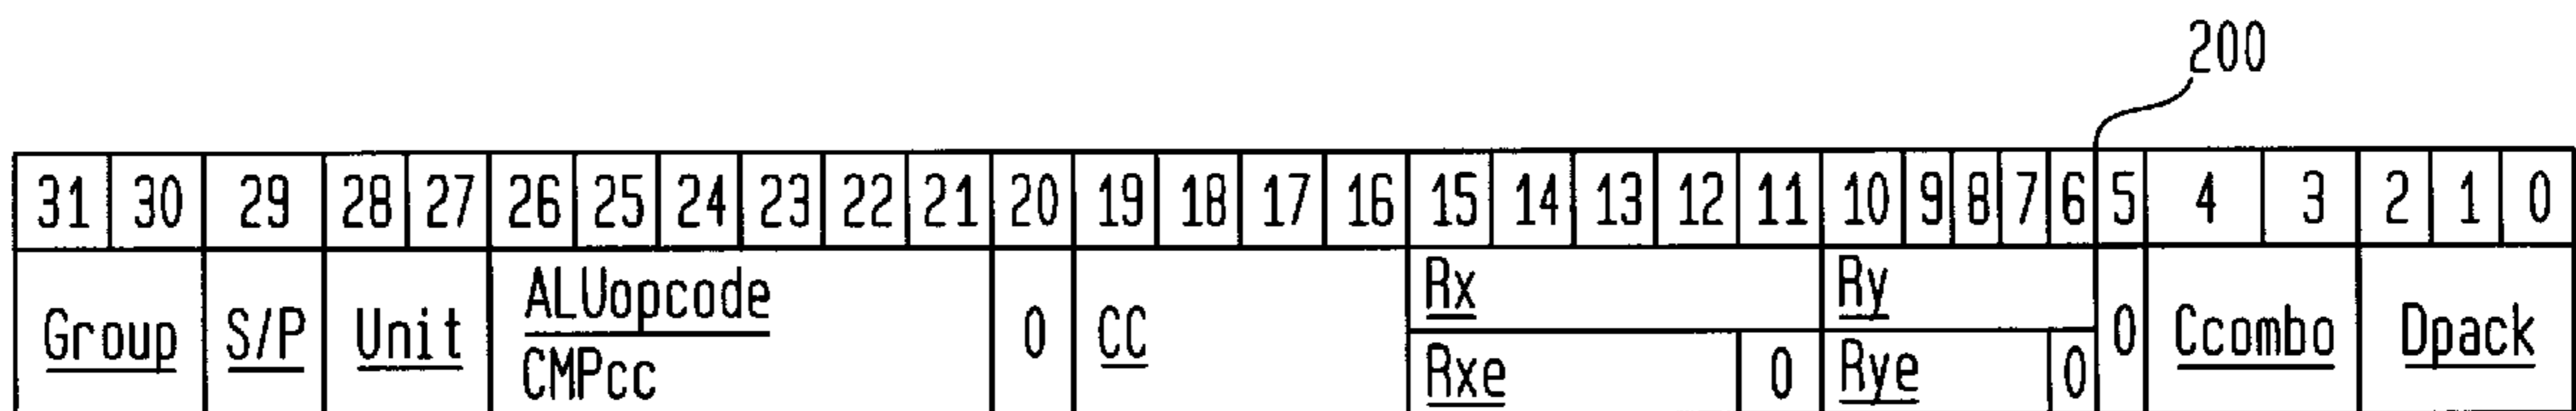 200
31 30 29 28 27 26 25 24 23 22 21 20 19 18 17 16 15 14 13 12 11 10 9 8 7 6 5 4 3 2 1 0
Group S/P Unit ALUopcode 0 CC Rx Ry 0 Ccombo Dpack
CMPcc Rxe 0 Rye 0